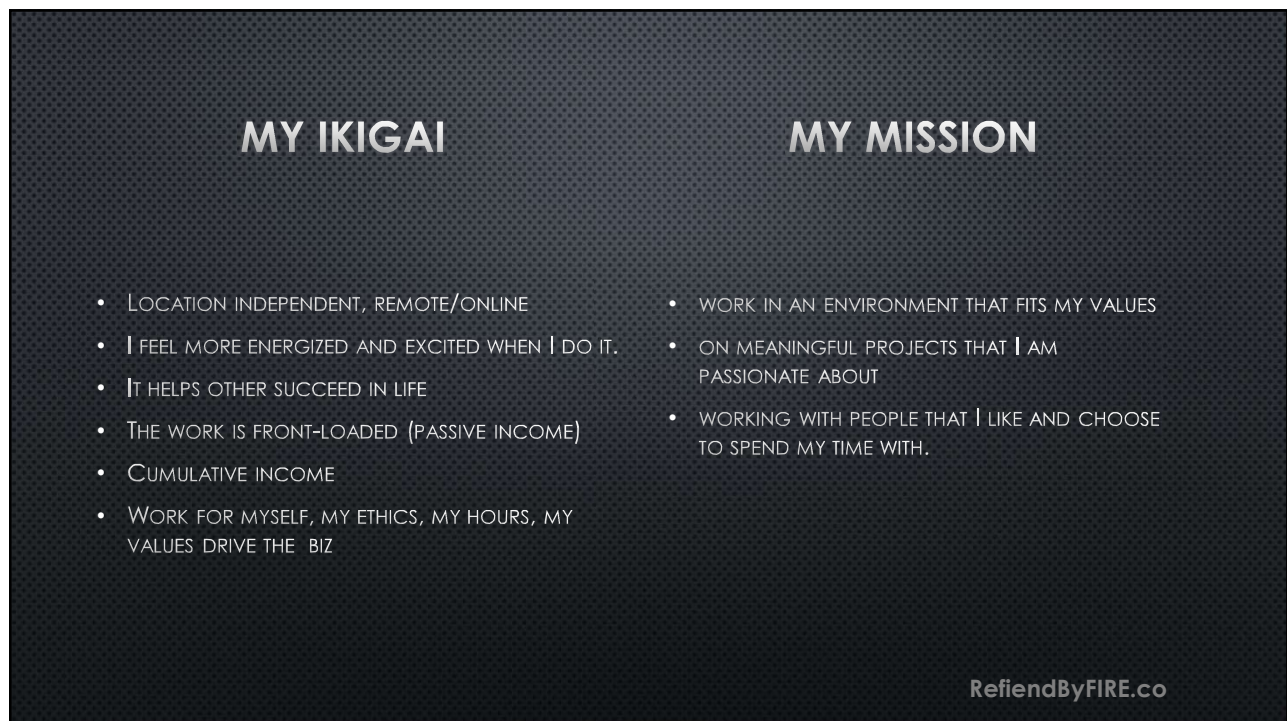 MY IKIGAI
MY MISSION
• LOCATION INDEPENDENT, REMOTE/ONLINE
• I FEEL MORE ENERGIZED AND EXCITED WHEN I DO IT.
• IT HELPS OTHER SUCCEED IN LIFE
• THE WORK IS FRONT-LOADED (PASSIVE INCOME)
• CUMULATIVE INCOME
• WORK FOR MYSELF, MY ETHICS, MY HOURS, MY
VALUES DRIVE THE BIZ
• WORK IN AN ENVIRONMENT THAT FITS MY VALUES
• ON MEANINGFUL PROJECTS THAT I AM
PASSIONATE ABOUT
• WORKING WITH PEOPLE THAT I LIKE AND CHOOSE
TO SPEND MY TIME WITH.
RefiendByFIRE.co